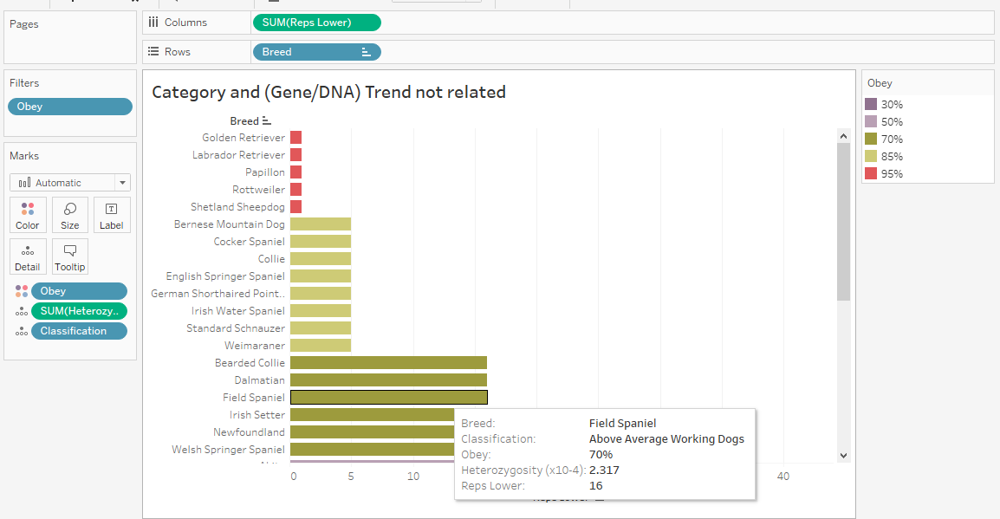 Pages
Columns
SUM(Reps Lower)
Rows
Breed
Filters
Obey
Marks
Automatic
Color
Size
Label
Detail
Tooltip
Obey
SUM(Heterozy..
Classification
Category and (Gene/DNA) Trend not related
Breed
Golden Retriever
Labrador Retriever
Papillon
Rottweiler
Shetland Sheepdog
Bernese Mountain Dog
Cocker Spaniel
Collie
English Springer Spaniel
German Shorthaired Point..
Irish Water Spaniel
Standard Schnauzer
Weimaraner
Bearded Collie
Dalmatian
Field Spaniel
Irish Setter
Newfoundland
Welsh Springer Spaniel
0 5 10 40
Breed: Field Spaniel
Classification: Above Average Working Dogs
Obey: 70%
Heterozygosity (x10-4): 2.317
Reps Lower: 16
Obey
30%
50%
70%
85%
95%